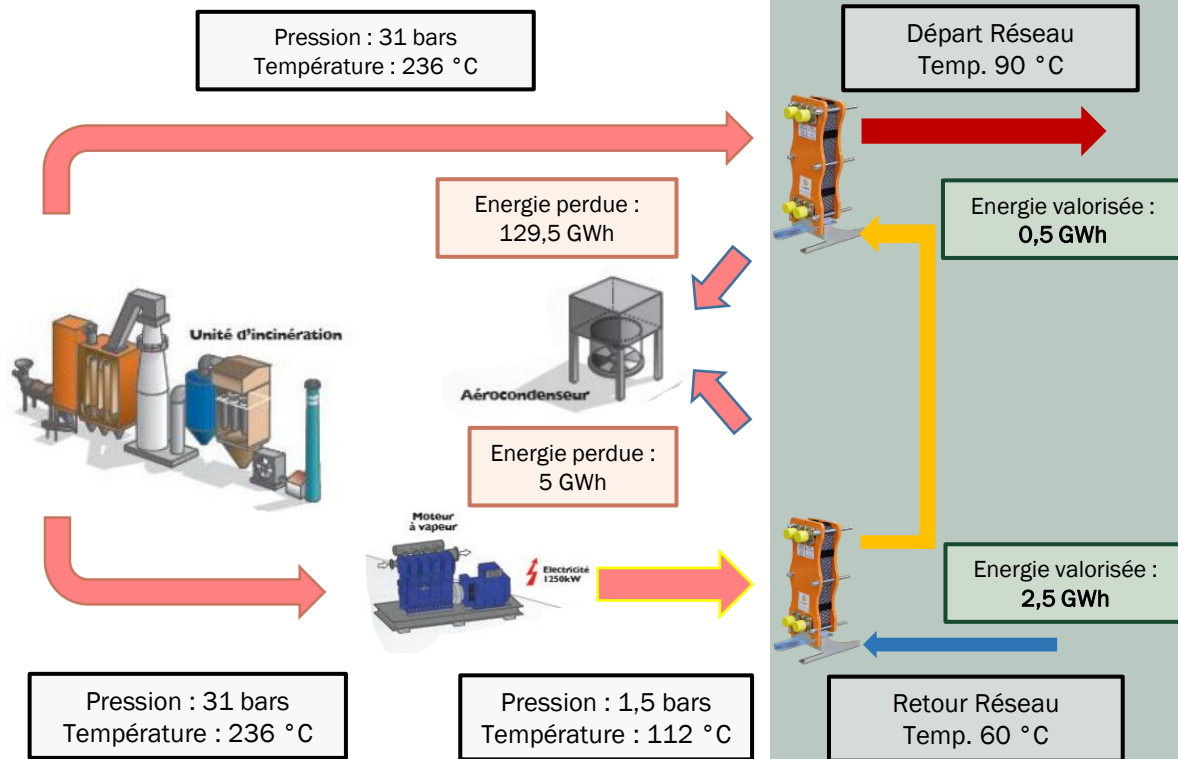 Pression : 31 bars
Température : 236 °C
Départ Réseau
Temp. 90 °C
Energie perdue :
129,5 GWh
Energie valorisée :
0,5 GWh
Unité d'incinération
Aérocondenseur
Energie perdue :
5 GWh
Moteur
à vapeur
Electricité
1250kW
Energie valorisée :
2,5 GWh
Pression : 31 bars
Température : 236 °C
Pression : 1,5 bars
Température : 112 °C
Retour Réseau
Temp. 60 °C